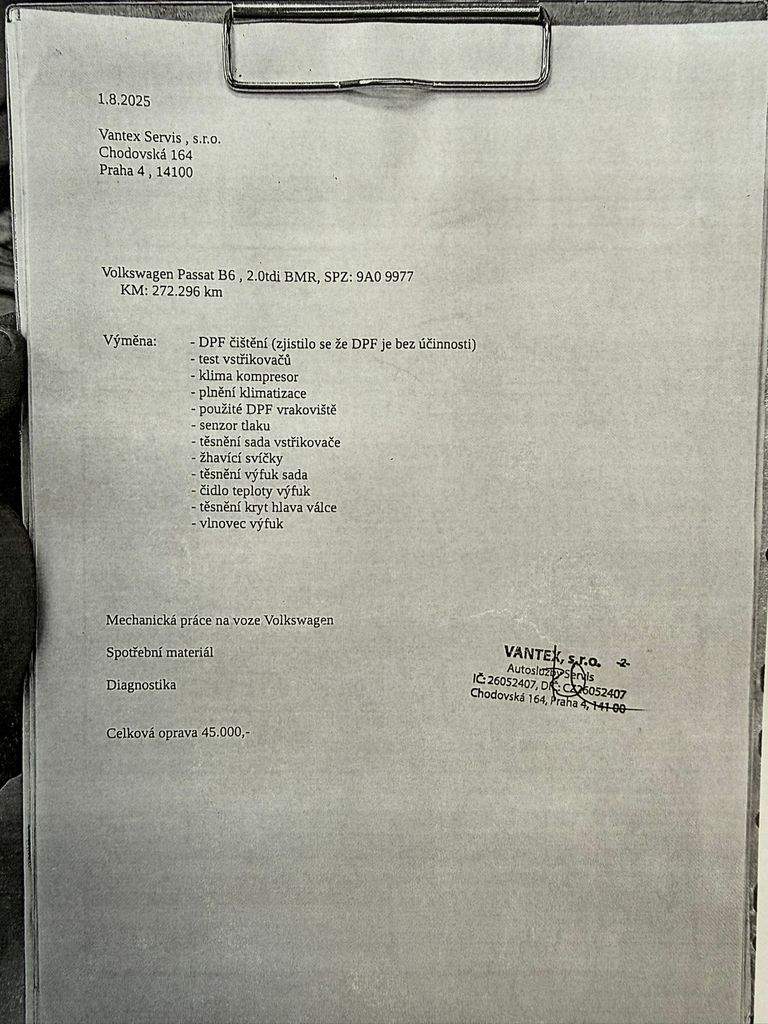 1.8.2025
Vantex Servis , s.r.o.
Chodovská 164
Praha 4 , 14100
Volkswagen Passat B6 , 2.0tdi BMR, SPZ: 9A0 9977
KM: 272.296 km
Výměna: - DPF čištění (zjistilo se že DPF je bez účinnosti)
- test vstřikovačů
- klima kompresor
- plnění klimatizace
- použité DPF vrakoviště
- senzor tlaku
- těsnění sada vstřikovače
- žhavící svíčky
- těsnění výfuk sada
- čidlo teploty výfuk
- těsnění kryt hlava válce
- vlnovec výfuk
Mechanická práce na voze Volkswagen
Spotřební materiál
Diagnostika
Celková oprava 45.000,-
VANTEX, s.r.o. -2-
Autoslužby Servis
IČ: 26052407, DIČ: CZ26052407
Chodovská 164, Praha 4, 141 00